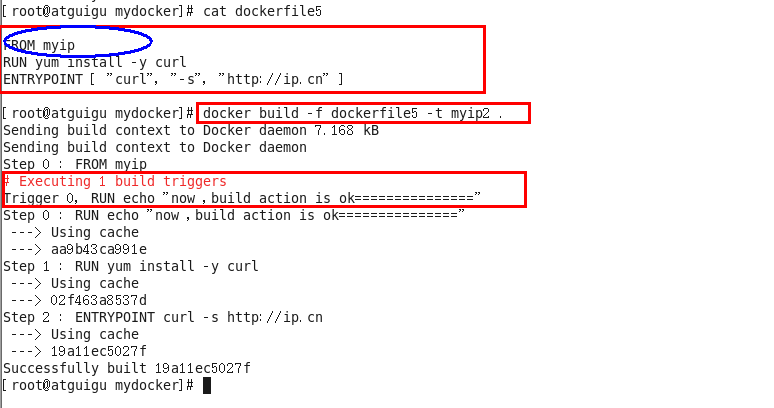 [root@atguigu mydocker]# cat dockerfile5
FROM myip
RUN yum install -y curl
ENTRYPOINT [ "curl", "-s", "http://ip.cn" ]
[root@atguigu mydocker]# docker build -f dockerfile5 -t myip2 .
Sending build context to Docker daemon 7.168 kB
Sending build context to Docker daemon
Step 0 : FROM myip
# Executing 1 build triggers
Trigger 0, RUN echo "now ,build action is ok==============="
Step 0 : RUN echo "now ,build action is ok==============="
---> Using cache
---> aa9b43ca991e
Step 1 : RUN yum install -y curl
---> Using cache
---> 02f463a8537d
Step 2 : ENTRYPOINT curl -s http://ip.cn
---> Using cache
---> 19a11ec5027f
Successfully built 19a11ec5027f
[root@atguigu mydocker]#